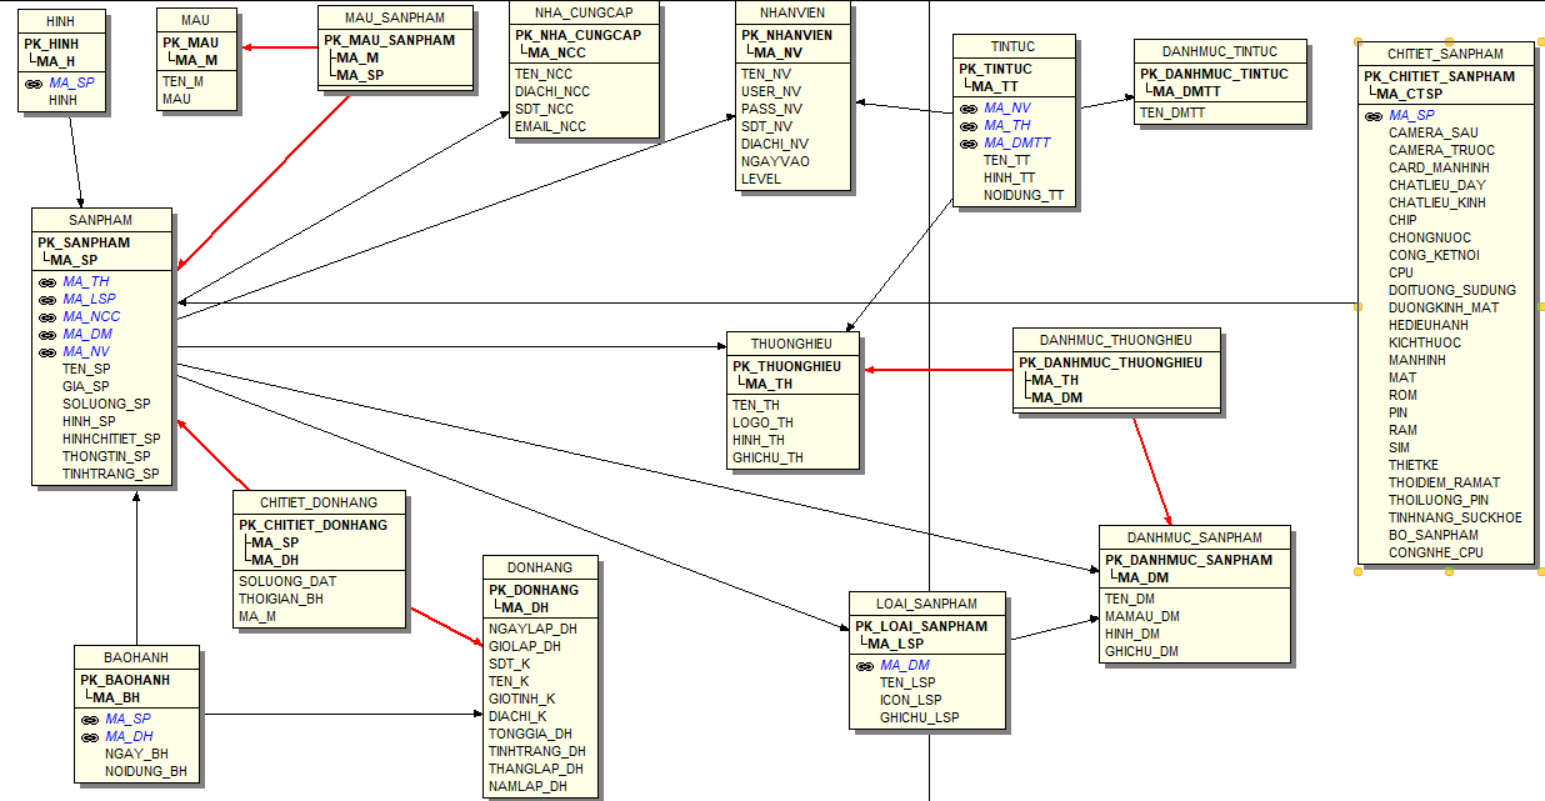 HINH
PK_HINH
MA_H
MA_SP
HINH
MAU
PK_MAU
MA_M
TEN_M
MAU
MAU_SANPHAM
PK_MAU_SANPHAM
MA_M
MA_SP
NHA_CUNGCAP
PK_NHA_CUNGCAP
MA_NCC
TEN_NCC
DIACHI_NCC
SDT_NCC
EMAIL_NCC
NHANVIEN
PK_NHANVIEN
MA_NV
TEN_NV
USER_NV
PASS_NV
SDT_NV
DIACHI_NV
NGAYVAO
LEVEL
TINTUC
PK_TINTUC
MA_TT
MA_NV
MA_TH
MA_DMTT
TEN_TT
HINH_TT
NOIDUNG_TT
DANHMUC_TINTUC
PK_DANHMUC_TINTUC
MA_DMTT
TEN_DMTT
CHITIET_SANPHAM
PK_CHITIET_SANPHAM
MA_CTSP
MA_SP
CAMERA_SAU
CAMERA_TRUOC
CARD_MANHINH
CHATLIEU_DAY
CHATLIEU_KINH
CHIP
CHONGNUOC
CONG_KETNOI
CPU
DOITUONG_SUDUNG
DUONGKINH_MAT
HEDIEUHANH
KICHTHUOC
MANHINH
MAT
ROM
PIN
RAM
SIM
THIETKE
THOIDIEM_RAMAT
THOILUONG_PIN
TINHNANG_SUCKHOE
BO_SANPHAM
CONGNHE_CPU
SANPHAM
PK_SANPHAM
MA_SP
MA_TH
MA_LSP
MA_NCC
MA_DM
MA_NV
TEN_SP
GIA_SP
SOLUONG_SP
HINH_SP
HINHCHITIET_SP
THONGTIN_SP
TINHTRANG_SP
THUONGHIEU
PK_THUONGHIEU
MA_TH
TEN_TH
LOGO_TH
HINH_TH
GHICHU_TH
DANHMUC_THUONGHIEU
PK_DANHMUC_THUONGHIEU
MA_TH
MA_DM
CHITIET_DONHANG
PK_CHITIET_DONHANG
MA_SP
MA_DH
SOLUONG_DAT
THOIGIAN_BH
MA_M
DONHANG
PK_DONHANG
MA_DH
NGAYLAP_DH
GIOLAP_DH
SDT_K
TEN_K
GIOTINH_K
DIACHI_K
TONGGIA_DH
TINHTRANG_DH
THANGLAP_DH
NAMLAP_DH
DANHMUC_SANPHAM
PK_DANHMUC_SANPHAM
MA_DM
TEN_DM
MAMAU_DM
HINH_DM
GHICHU_DM
LOAI_SANPHAM
PK_LOAI_SANPHAM
MA_LSP
MA_DM
TEN_LSP
ICON_LSP
GHICHU_LSP
BAOHANH
PK_BAOHANH
MA_BH
MA_SP
MA_DH
NGAY_BH
NOIDUNG_BH